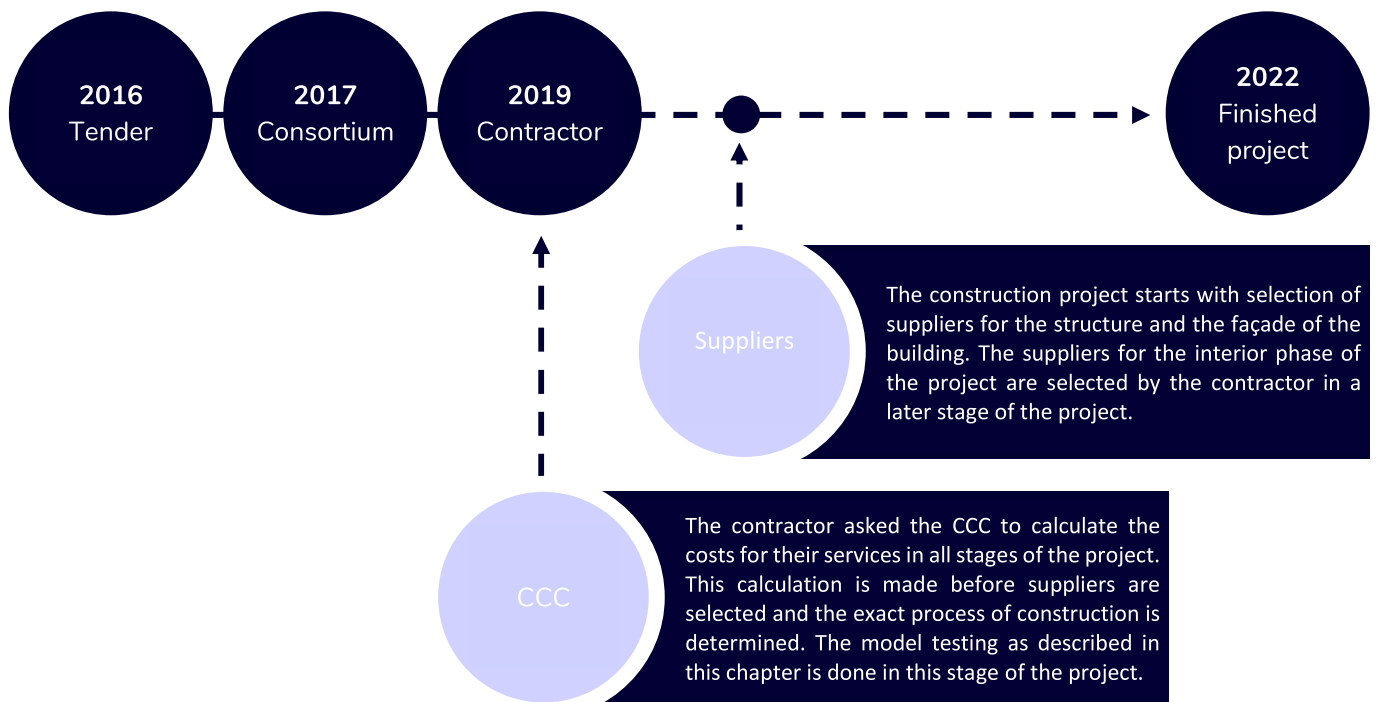 2016
Tender
2017
Consortium
2019
Contractor
2022
Finished
project
Suppliers
The construction project starts with selection of
suppliers for the structure and the façade of the
building. The suppliers for the interior phase of
the project are selected by the contractor in a
later stage of the project.
CCC
The contractor asked the CCC to calculate the
costs for their services in all stages of the project.
This calculation is made before suppliers are
selected and the exact process of construction is
determined. The model testing as described in
this chapter is done in this stage of the project.